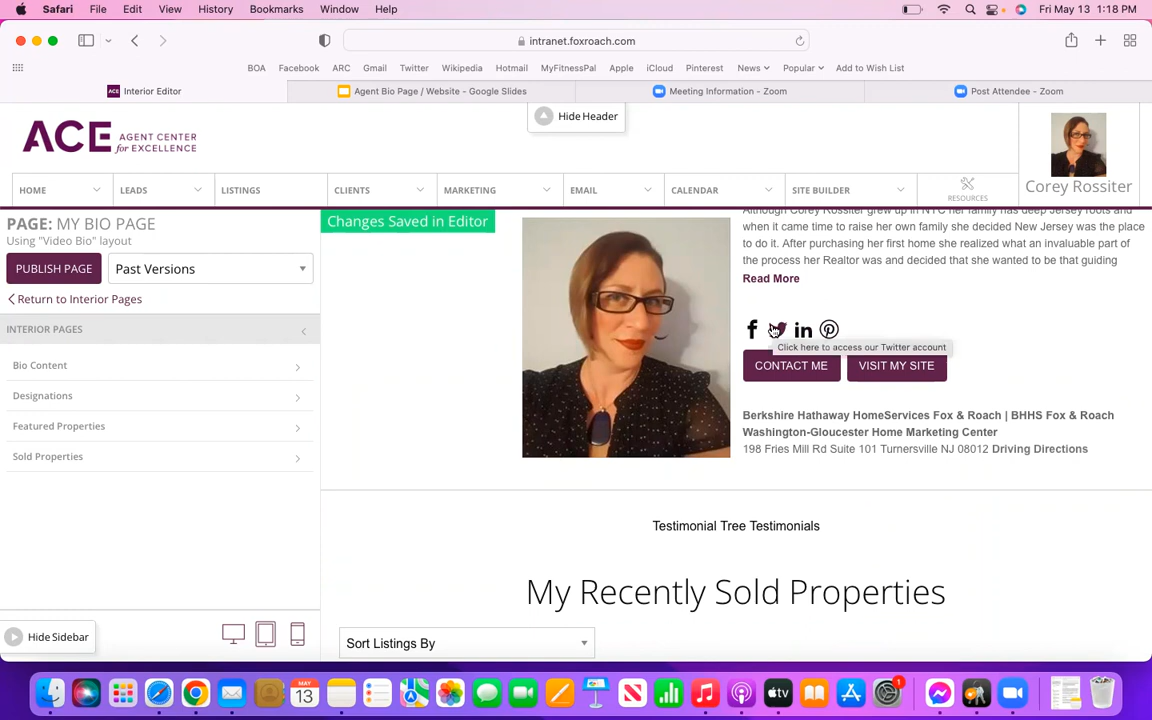 Safari File Edit View History Bookmarks Window Help Fri May 13 1:18 PM
intranet.foxroach.com
BOA Facebook ARC Gmail Twitter Wikipedia Hotmail MyFitnessPal Apple iCloud Pinterest News Popular Add to Wish List
ACE Interior Editor Agent Bio Page / Website - Google Slides Meeting Information - Zoom Post Attendee - Zoom
Hide Header
ACE AGENT CENTER
for EXCELLENCE
HOME LEADS LISTINGS CLIENTS MARKETING EMAIL CALENDAR SITE BUILDER RESOURCES Corey Rossiter
PAGE: MY BIO PAGE
Using "Video Bio" layout
PUBLISH PAGE Past Versions
Return to Interior Pages
INTERIOR PAGES
Bio Content
Designations
Featured Properties
Sold Properties
Hide Sidebar
Changes Saved in Editor
Although Corey Rossiter grew up in NYC her family has deep Jersey roots and
when it came time to raise her own family she decided New Jersey was the place
to do it. After purchasing her first home she realized what an invaluable part of
the process her Realtor was and decided that she wanted to be that guiding
Read More
Click here to access our Twitter account
CONTACT ME VISIT MY SITE
Berkshire Hathaway HomeServices Fox & Roach | BHHS Fox & Roach
Washington-Gloucester Home Marketing Center
198 Fries Mill Rd Suite 101 Turnersville NJ 08012 Driving Directions
Testimonial Tree Testimonials
My Recently Sold Properties
Sort Listings By
MAY
13
tv
1